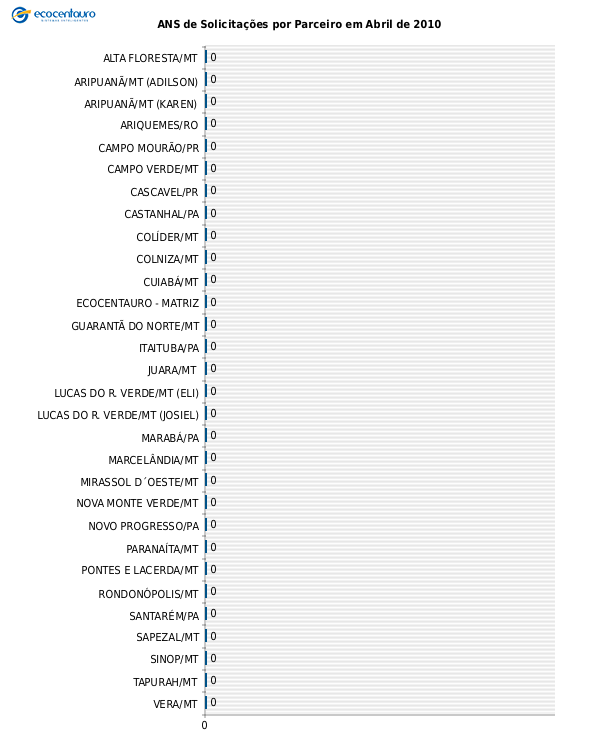 ecocentauro
ANS de Solicitações por Parceiro em Abril de 2010
ALTA FLORESTA/MT 0
ARIPUANÃ/MT (ADILSON) 0
ARIPUANÃ/MT (KAREN) 0
ARIQUEMES/RO 0
CAMPO MOURÃO/PR 0
CAMPO VERDE/MT 0
CASCAVEL/PR 0
CASTANHAL/PA 0
COLÍDER/MT 0
COLNIZA/MT 0
CUIABÁ/MT 0
ECOCENTAURO - MATRIZ 0
GUARANTÃ DO NORTE/MT 0
ITAITUBA/PA 0
JUARA/MT 0
LUCAS DO R. VERDE/MT (ELI) 0
LUCAS DO R. VERDE/MT (JOSIEL) 0
MARABÁ/PA 0
MARCELÂNDIA/MT 0
MIRASSOL D´OESTE/MT 0
NOVA MONTE VERDE/MT 0
NOVO PROGRESSO/PA 0
PARANAÍTA/MT 0
PONTES E LACERDA/MT 0
RONDONÓPOLIS/MT 0
SANTARÉM/PA 0
SAPEZAL/MT 0
SINOP/MT 0
TAPURAH/MT 0
VERA/MT 0
0